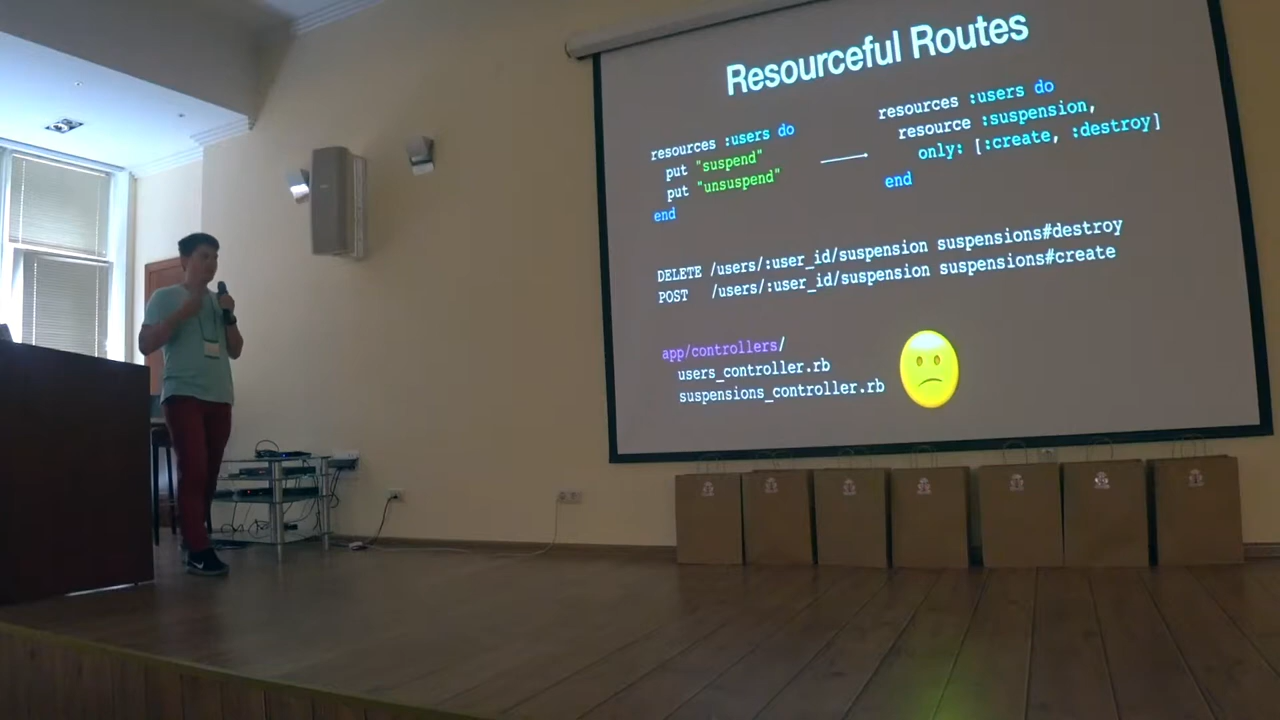 Resourceful Routes
resources :users do
put "suspend"
put "unsuspend"
end
resources :users do
resource :suspension,
only: [:create, :destroy]
end
DELETE /users/:user_id/suspension suspensions#destroy
POST /users/:user_id/suspension suspensions#create
app/controllers/
users_controller.rb
suspensions_controller.rb